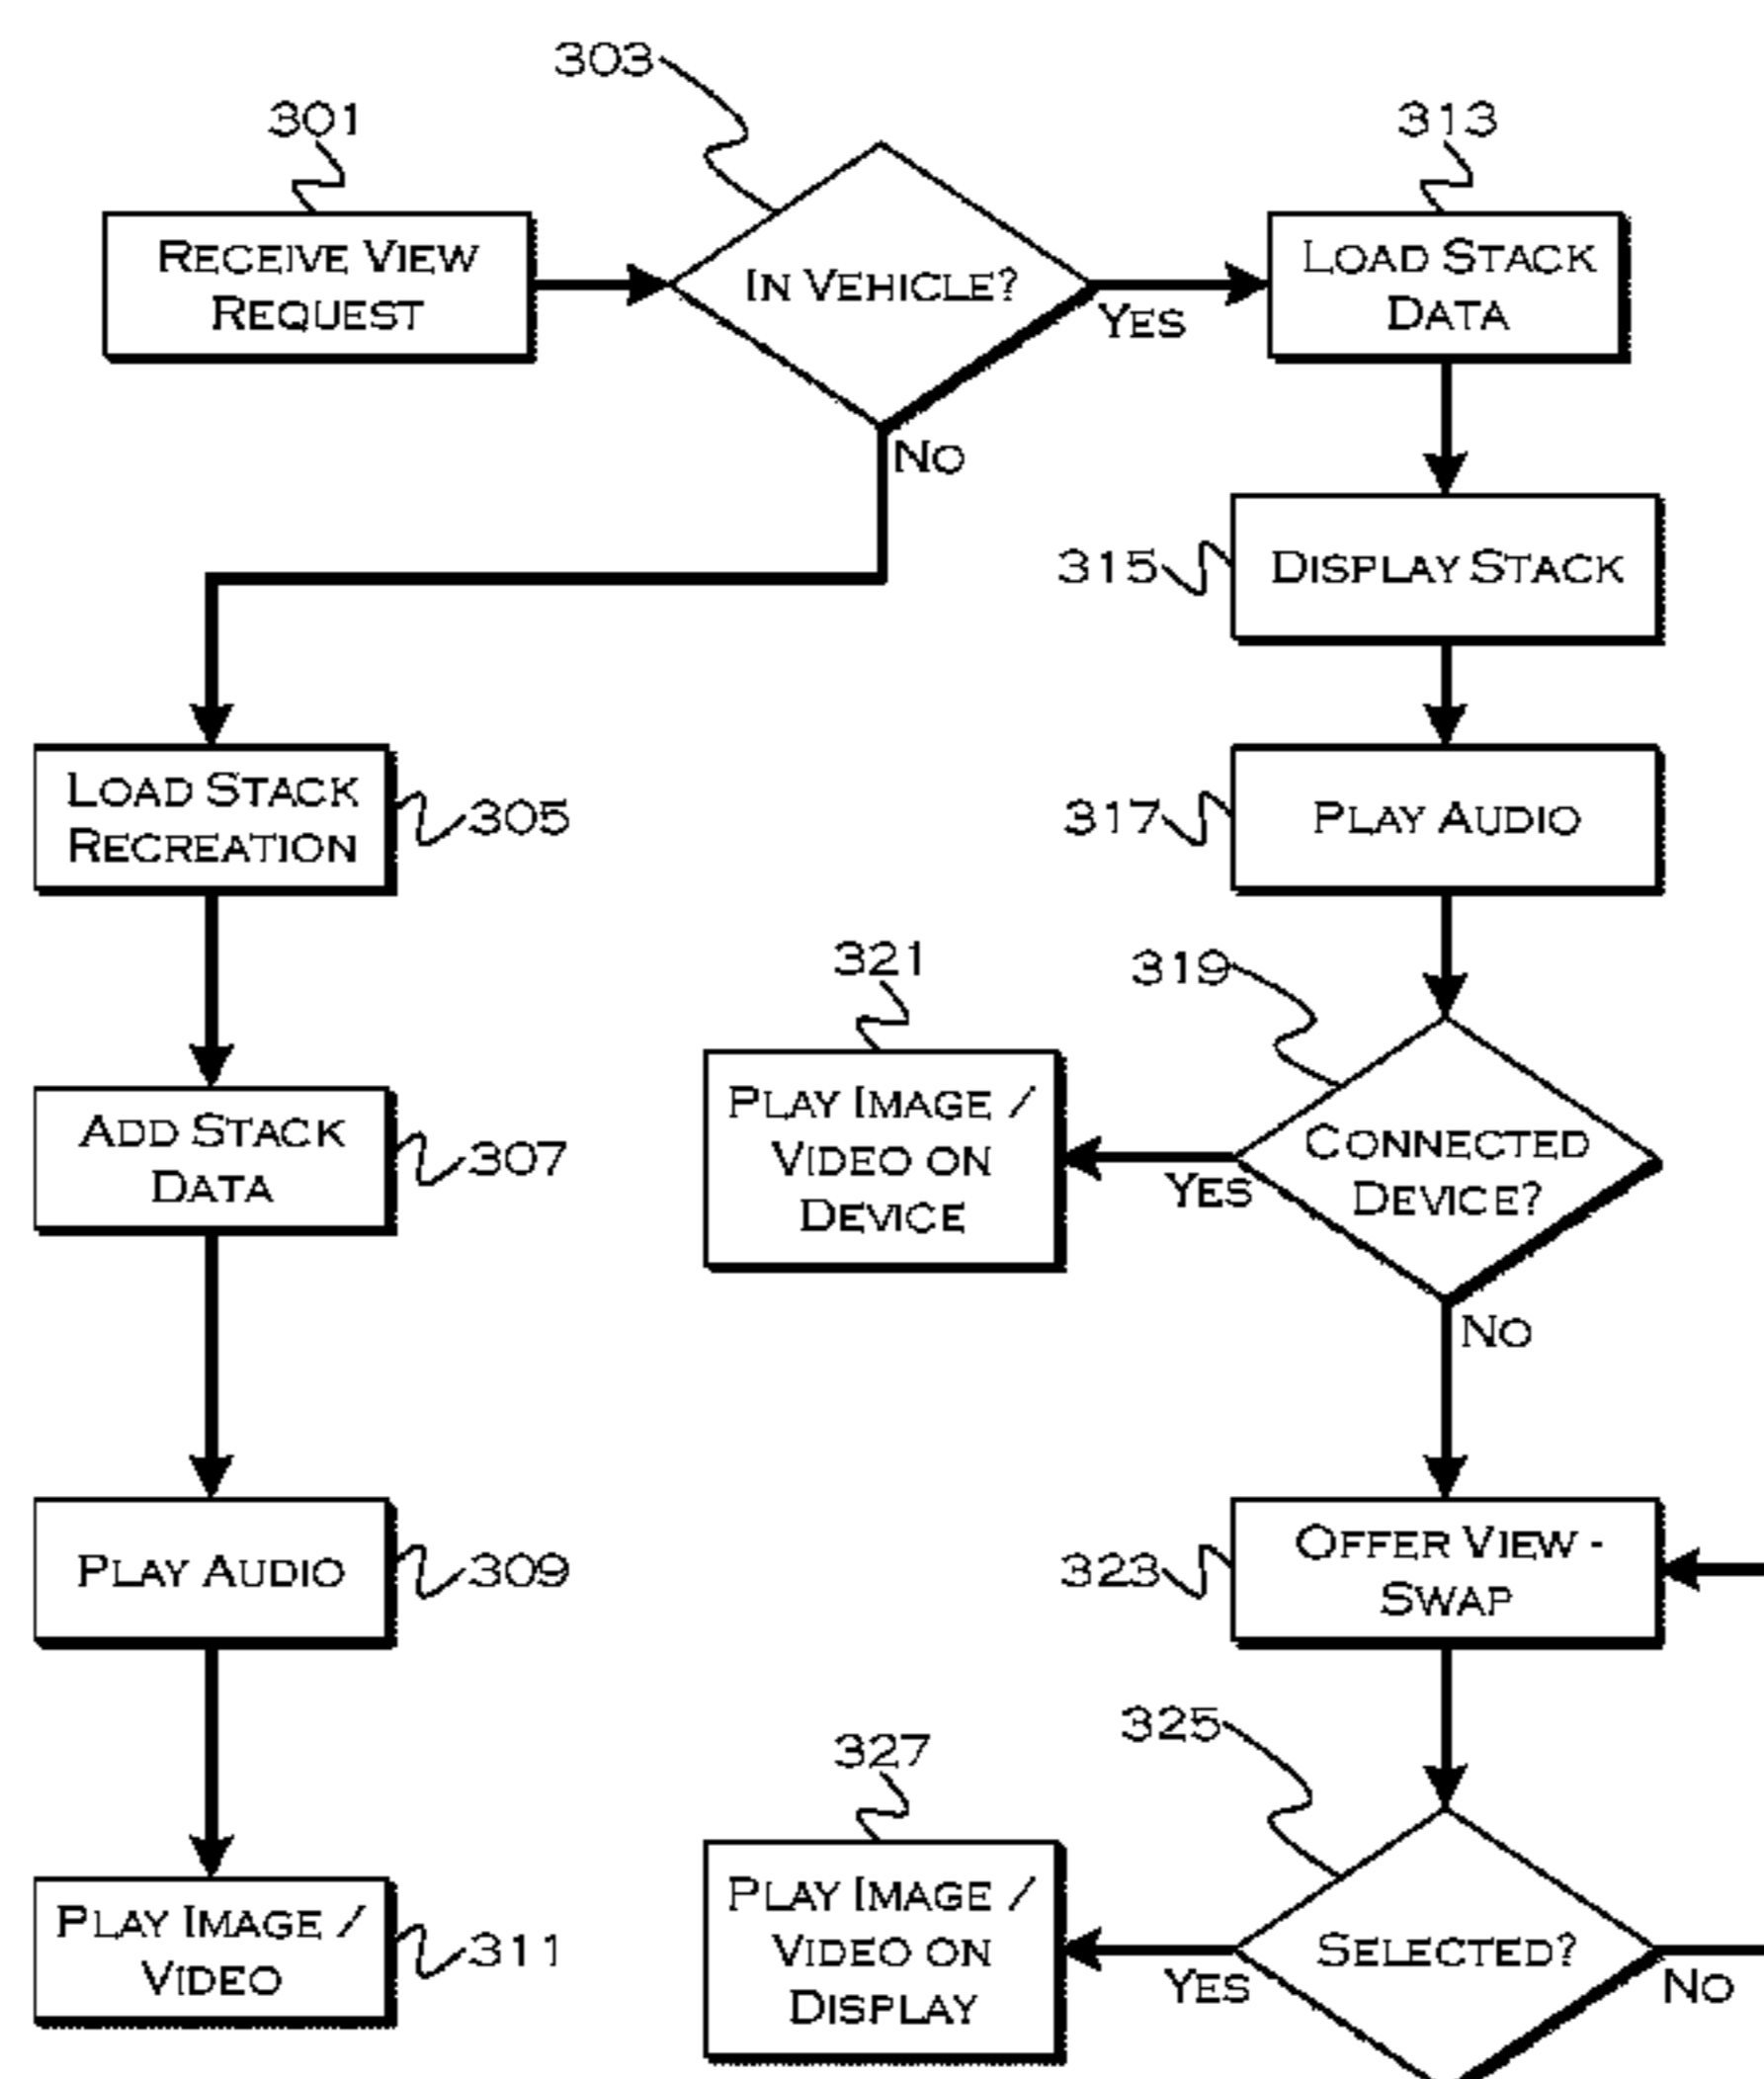 303
301
313
RECEIVE VIEW
REQUEST
IN VEHICLE?
YES
LOAD STACK
DATA
NO
315
DISPLAY STACK
LOAD STACK
RECREATION
305
317
PLAY AUDIO
321
319
ADD STACK
DATA
307
PLAY IMAGE /
VIDEO ON
DEVICE
YES
CONNECTED
DEVICE?
NO
PLAY AUDIO
309
323
OFFER VIEW -
SWAP
327
325
PLAY IMAGE /
VIDEO
311
PLAY IMAGE /
VIDEO ON
DISPLAY
YES
SELECTED?
NO